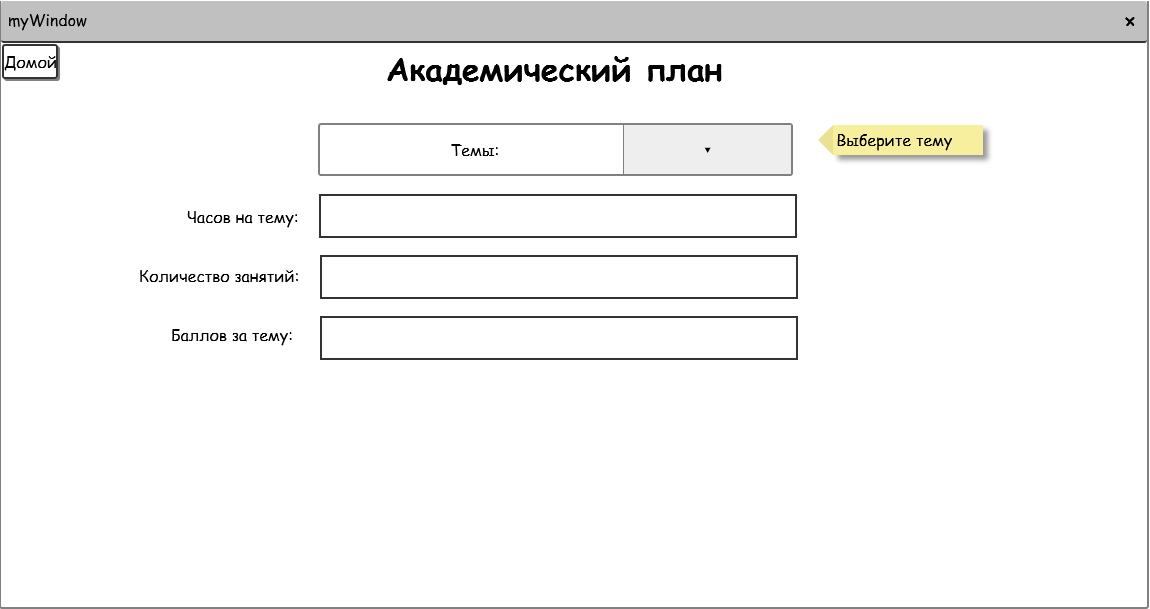 myWindow
Домой
Академический план
Темы:
Выберите тему
Часов на тему:
Количество занятий:
Баллов за тему: